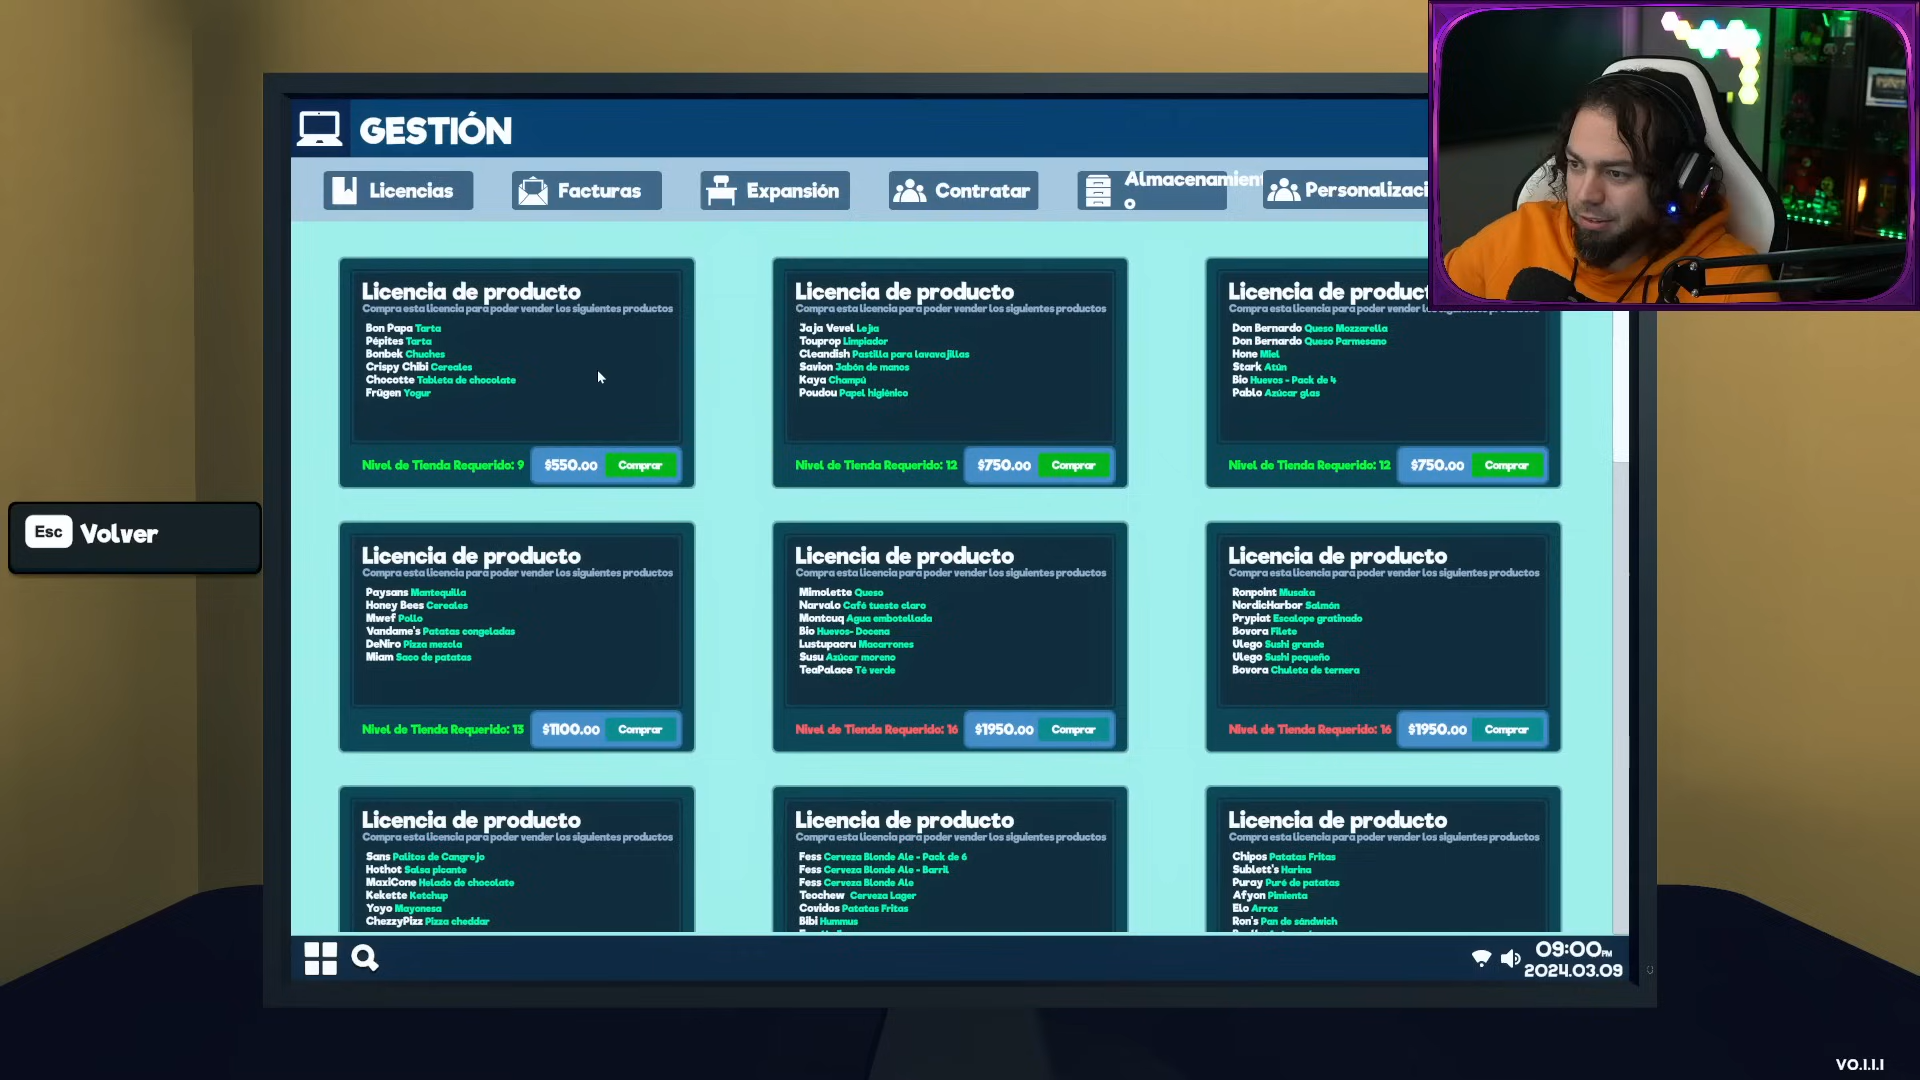 GESTIÓN
Licencias
Facturas
Expansión
Contratar
Almacenamien
o
Personalizaci
Licencia de producto
Compra esta licencia para poder vender los siguientes productos
Bon Papa Tarta
Pépites Tarta
Bonbek Chuches
Crispy Chibi Cereales
Chocotte Tableta de chocolate
Frügen Yogur
Nivel de Tienda Requerido: 9
$550.00
Comprar
Licencia de producto
Compra esta licencia para poder vender los siguientes productos
Jaja Vevel Lejia
Touprop Limpiador
Cleandish Pastilla para lavavajillas
Savion Jabón de manos
Kaya Champú
Poudou Papel higiénico
Nivel de Tienda Requerido: 12
$750.00
Comprar
Licencia de product
Compra esta licencia para poder vender los siguientes productos
Don Bernardo Queso Mozzarella
Don Bernardo Queso Parmesano
Hone Miel
Stark Atún
Bio Huevos - Pack de 4
Pablo Azúcar glas
Nivel de Tienda Requerido: 12
$750.00
Comprar
Esc Volver
Licencia de producto
Compra esta licencia para poder vender los siguientes productos
Paysans Mantequilla
Honey Bees Cereales
Mwef Pollo
Vandame's Patatas congeladas
DeNiro Pizza mezcla
Miam Saco de patatas
Nivel de Tienda Requerido: 13
$1100.00
Comprar
Licencia de producto
Compra esta licencia para poder vender los siguientes productos
Mimolette Queso
Narvalo Café tueste claro
Montcuq Agua embotellada
Bio Huevos- Docena
Lustupacru Macarrones
Susu Azúcar moreno
TeaPalace Té verde
Nivel de Tienda Requerido: 16
$1950.00
Comprar
Licencia de producto
Compra esta licencia para poder vender los siguientes productos
Ronpoint Musaka
NordicHarbor Salmón
Prypiat Escalope gratinado
Bovora Filete
Ulego Sushi grande
Ulego Sushi pequeño
Bovora Chuleta de ternera
Nivel de Tienda Requerido: 16
$1950.00
Comprar
Licencia de producto
Compra esta licencia para poder vender los siguientes productos
Sans Palitos de Cangrejo
Hothot Salsa picante
MaxiCone Helado de chocolate
Kekette Ketchup
Yoyo Mayonesa
ChezzyPizz Pizza cheddar
Licencia de producto
Compra esta licencia para poder vender los siguientes productos
Fess Cerveza Blonde Ale - Pack de 6
Fess Cerveza Blonde Ale - Barril
Fess Cerveza Blonde Ale
Teochew Cerveza Lager
Covidos Patatas Fritas
Bibi Hummus
Licencia de producto
Compra esta licencia para poder vender los siguientes productos
Chipos Patatas Fritas
Sublett's Harina
Puray Puré de patatas
Afyon Pimienta
Elo Arroz
Ron's Pan de sándwich
09:00PM
2024.03.09
V0.1.1.1